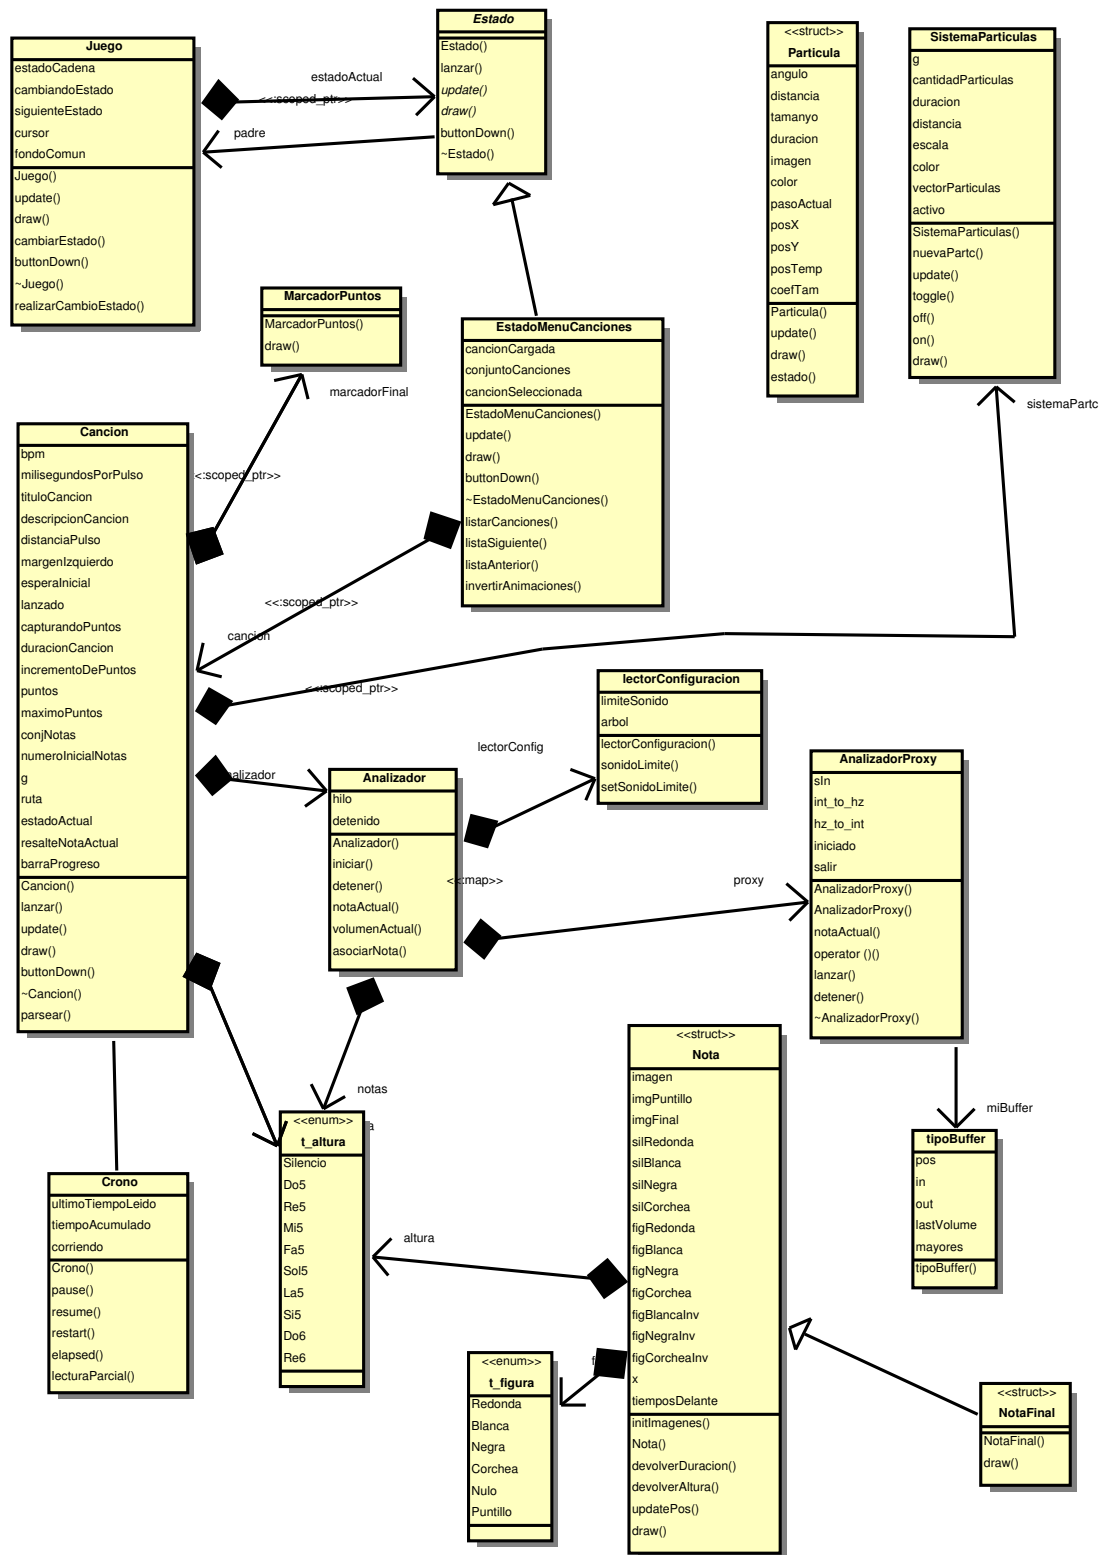 Juego
estadoCadena
cambiandoEstado
siguienteEstado
cursor
fondoComun
Juego()
update()
draw()
cambiarEstado()
buttonDown()
~Juego()
realizarCambioEstado()
estadoActual
<<:scoped_ptr>>
padre
Estado
Estado()
lanzar()
update()
draw()
buttonDown()
~Estado()
<<struct>>
Particula
angulo
distancia
tamanyo
duracion
imagen
color
pasoActual
posX
posY
posTemp
coefTam
Particula()
update()
draw()
estado()
SistemaParticulas
g
cantidadParticulas
duracion
distancia
escala
color
vectorParticulas
activo
SistemaParticulas()
nuevaPartc()
update()
toggle()
off()
on()
draw()
sistemaPartc
MarcadorPuntos
MarcadorPuntos()
draw()
marcadorFinal
<:scoped_ptr>>
EstadoMenuCanciones
cancionCargada
conjuntoCanciones
cancionSeleccionada
EstadoMenuCanciones()
update()
draw()
buttonDown()
~EstadoMenuCanciones()
listarCanciones()
listaSiguiente()
listaAnterior()
invertirAnimaciones()
<<:scoped_ptr>>
cancion
<<:scoped_ptr>>
Cancion
bpm
milisegundosPorPulso
tituloCancion
descripcionCancion
distanciaPulso
margenIzquierdo
esperaInicial
lanzado
capturandoPuntos
duracionCancion
incrementoDePuntos
puntos
maximoPuntos
conjNotas
numeroInicialNotas
g
ruta
estadoActual
resalteNotaActual
barraProgreso
Cancion()
lanzar()
update()
draw()
buttonDown()
~Cancion()
parsear()
nalizador
Analizador
hilo
detenido
Analizador()
iniciar()
detener()
notaActual()
volumenActual()
asociarNota()
lectorConfig
lectorConfiguracion
limiteSonido
arbol
lectorConfiguracion()
sonidoLimite()
setSonidoLimite()
<<:map>>
proxy
AnalizadorProxy
sIn
int_to_hz
hz_to_int
iniciado
salir
AnalizadorProxy()
AnalizadorProxy()
notaActual()
operator ()()
lanzar()
detener()
~AnalizadorProxy()
miBuffer
tipoBuffer
pos
in
out
lastVolume
mayores
tipoBuffer()
Crono
ultimoTiempoLeido
tiempoAcumulado
corriendo
Crono()
pause()
resume()
restart()
elapsed()
lecturaParcial()
notas
a
<<enum>>
t_altura
Silencio
Do5
Re5
Mi5
Fa5
Sol5
La5
Si5
Do6
Re6
altura
<<struct>>
Nota
imagen
imgPuntillo
imgFinal
silRedonda
silBlanca
silNegra
silCorchea
figRedonda
figBlanca
figNegra
figCorchea
figBlancaInv
figNegraInv
figCorcheaInv
x
tiemposDelante
initImagenes()
Nota()
devolverDuracion()
devolverAltura()
updatePos()
draw()
<<enum>>
t_figura
Redonda
Blanca
Negra
Corchea
Nulo
Puntillo
<<struct>>
NotaFinal
NotaFinal()
draw()